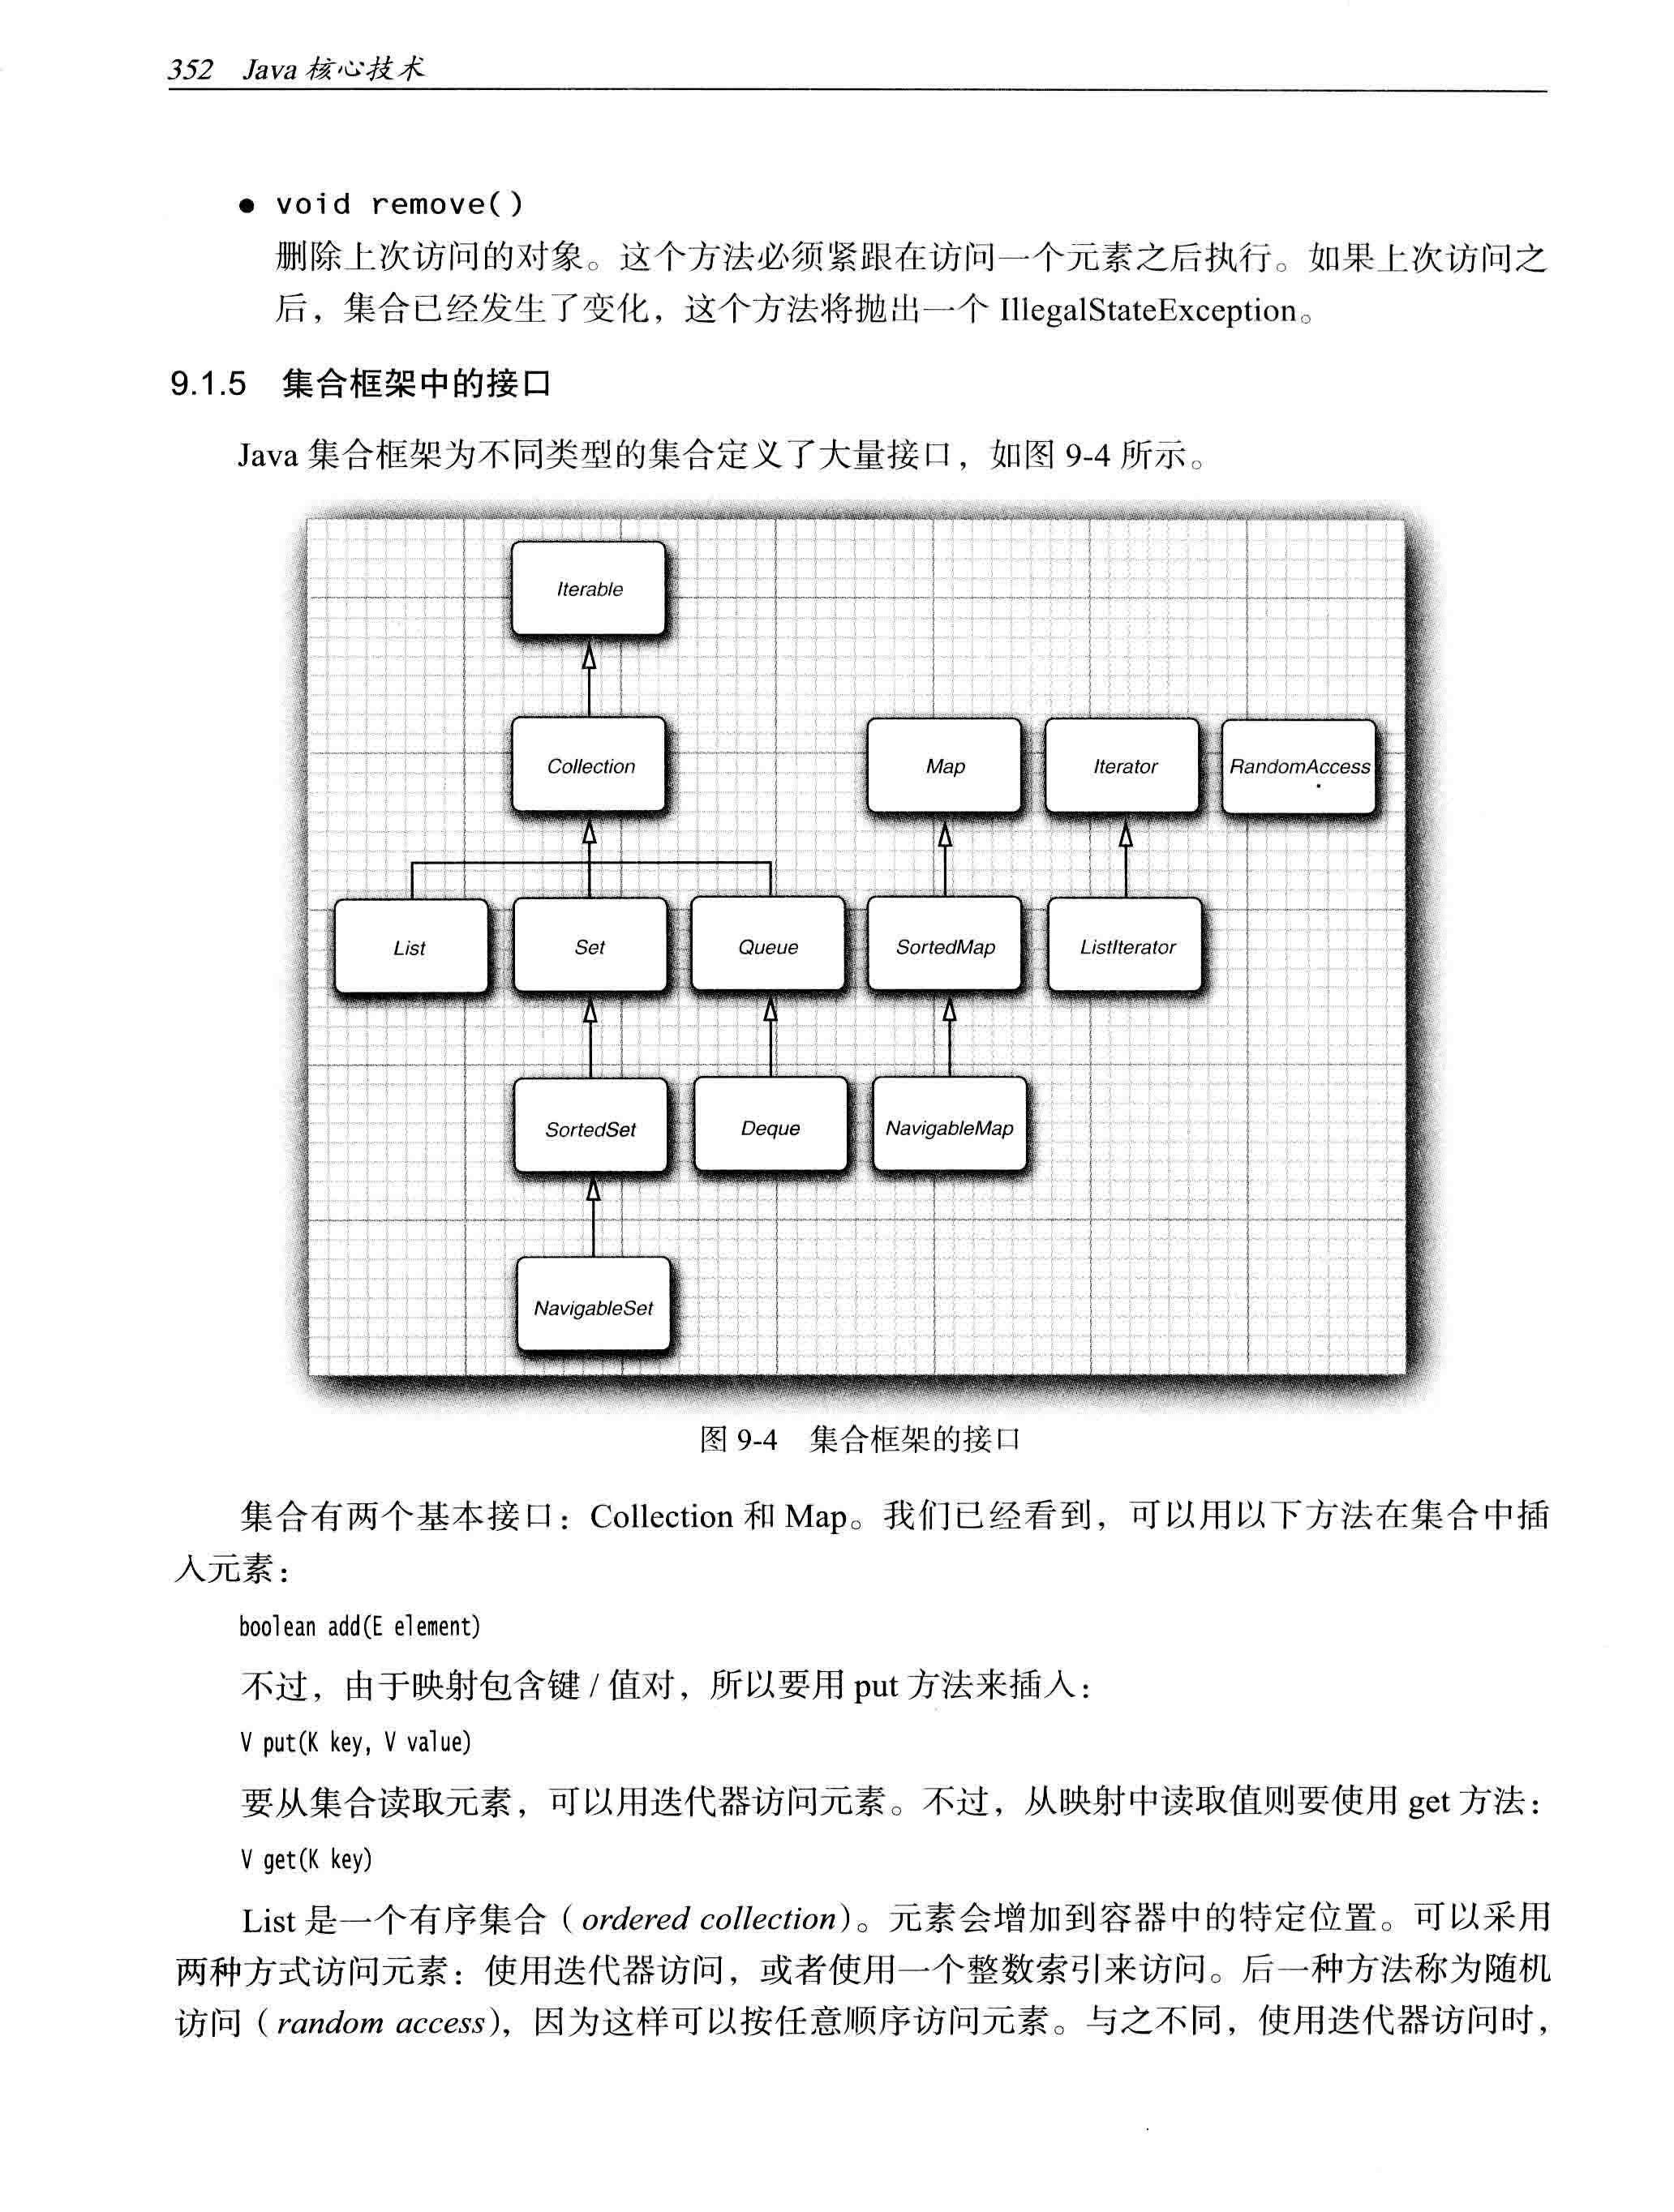 352 Java 核心技术
● void remove( )
删除上次访问的对象。这个方法必须紧跟在访问一个元素之后执行。如果上次访问之
后，集合已经发生了变化，这个方法将抛出一个 IllegalStateException。
9.1.5 集合框架中的接口
Java 集合框架为不同类型的集合定义了大量接口，如图 9-4 所示。
Iterable
Collection
Map
Iterator
RandomAccess
List
Set
Queue
SortedMap
ListIterator
SortedSet
Deque
NavigableMap
NavigableSet
图 9-4 集合框架的接口
集合有两个基本接口：Collection 和 Map。我们已经看到，可以用以下方法在集合中插
入元素：
boolean add(E element)
不过，由于映射包含键 / 值对，所以要用 put 方法来插入：
V put(K key, V value)
要从集合读取元素，可以用迭代器访问元素。不过，从映射中读取值则要使用 get 方法：
V get(K key)
List 是一个有序集合（ordered collection）。元素会增加到容器中的特定位置。可以采用
两种方式访问元素：使用迭代器访问，或者使用一个整数索引来访问。后一种方法称为随机
访问（random access），因为这样可以按任意顺序访问元素。与之不同，使用迭代器访问时，